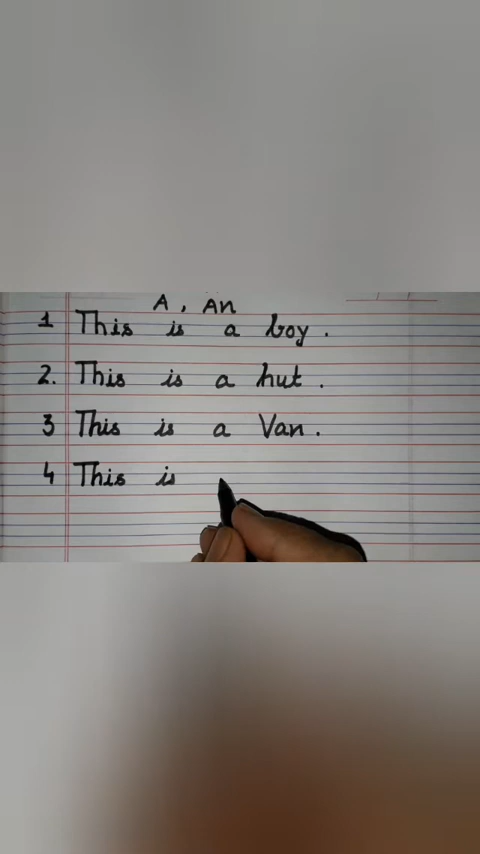 A, An
1 This is a boy.
2. This is a hut.
3 This is a Van.
4 This is